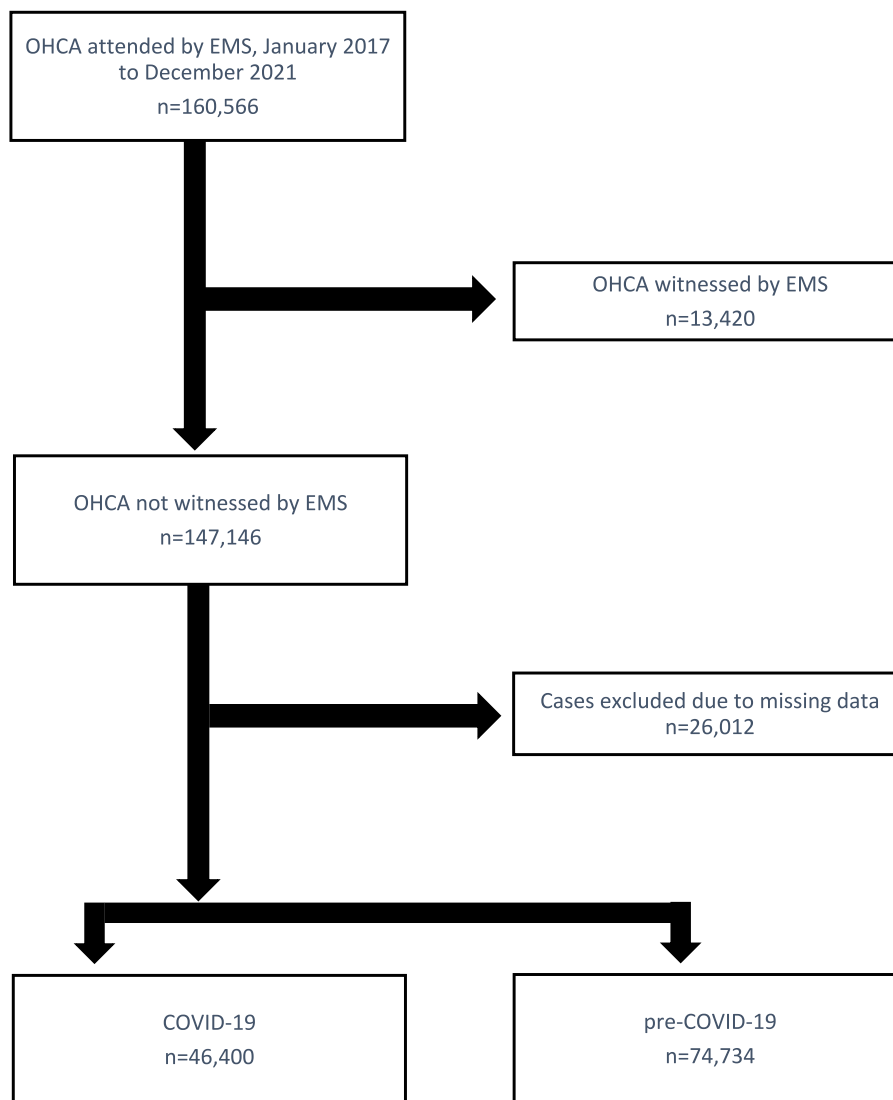 OHCA attended by EMS, January 2017
to December 2021
n=160,566
OHCA witnessed by EMS
n=13,420
OHCA not witnessed by EMS
n=147,146
Cases excluded due to missing data
n=26,012
COVID-19
n=46,400
pre-COVID-19
n=74,734